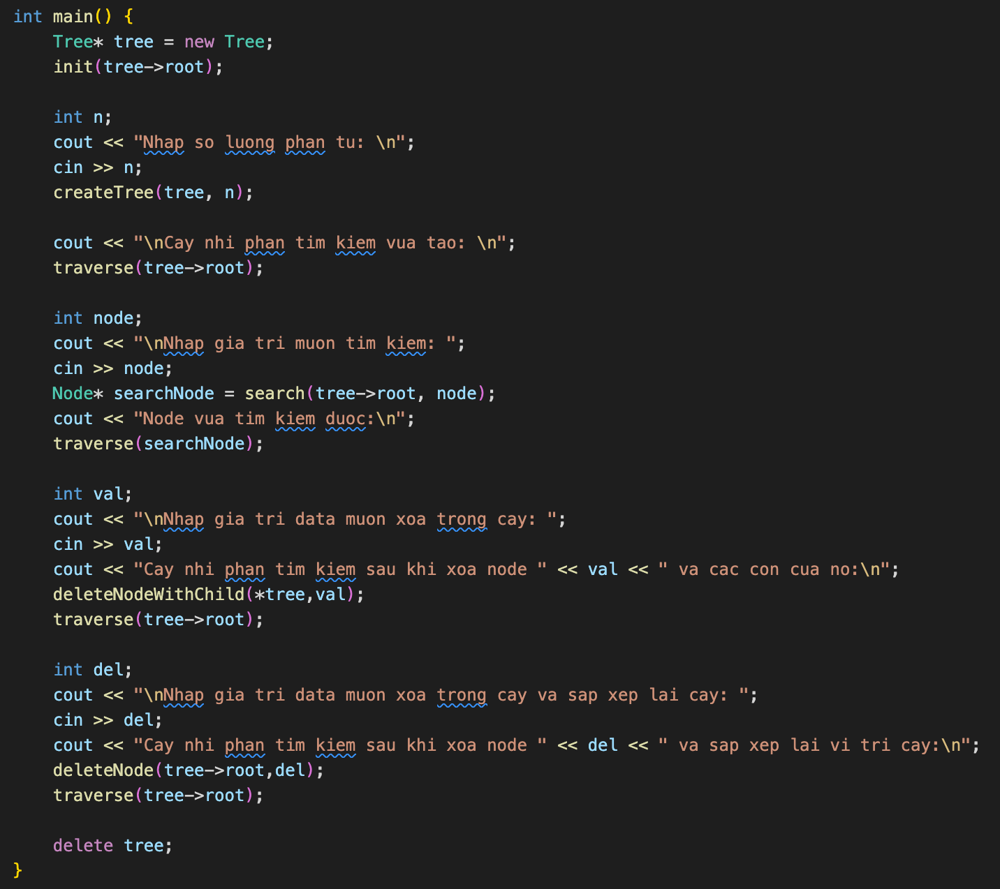 int main() {
    Tree* tree = new Tree;
    init(tree->root);

    int n;
    cout << "Nhap so luong phan tu: \n";
    cin >> n;
    createTree(tree, n);

    cout << "\nCay nhi phan tim kiem vua tao: \n";
    traverse(tree->root);

    int node;
    cout << "\nNhap gia tri muon tim kiem: ";
    cin >> node;
    Node* searchNode = search(tree->root, node);
    cout << "Node vua tim kiem duoc:\n";
    traverse(searchNode);

    int val;
    cout << "\nNhap gia tri data muon xoa trong cay: ";
    cin >> val;
    cout << "Cay nhi phan tim kiem sau khi xoa node " << val << " va cac con cua no:\n";
    deleteNodeWithChild(*tree,val);
    traverse(tree->root);

    int del;
    cout << "\nNhap gia tri data muon xoa trong cay va sap xep lai cay: ";
    cin >> del;
    cout << "Cay nhi phan tim kiem sau khi xoa node " << del << " va sap xep lai vi tri cay:\n";
    deleteNode(tree->root,del);
    traverse(tree->root);

    delete tree;
}